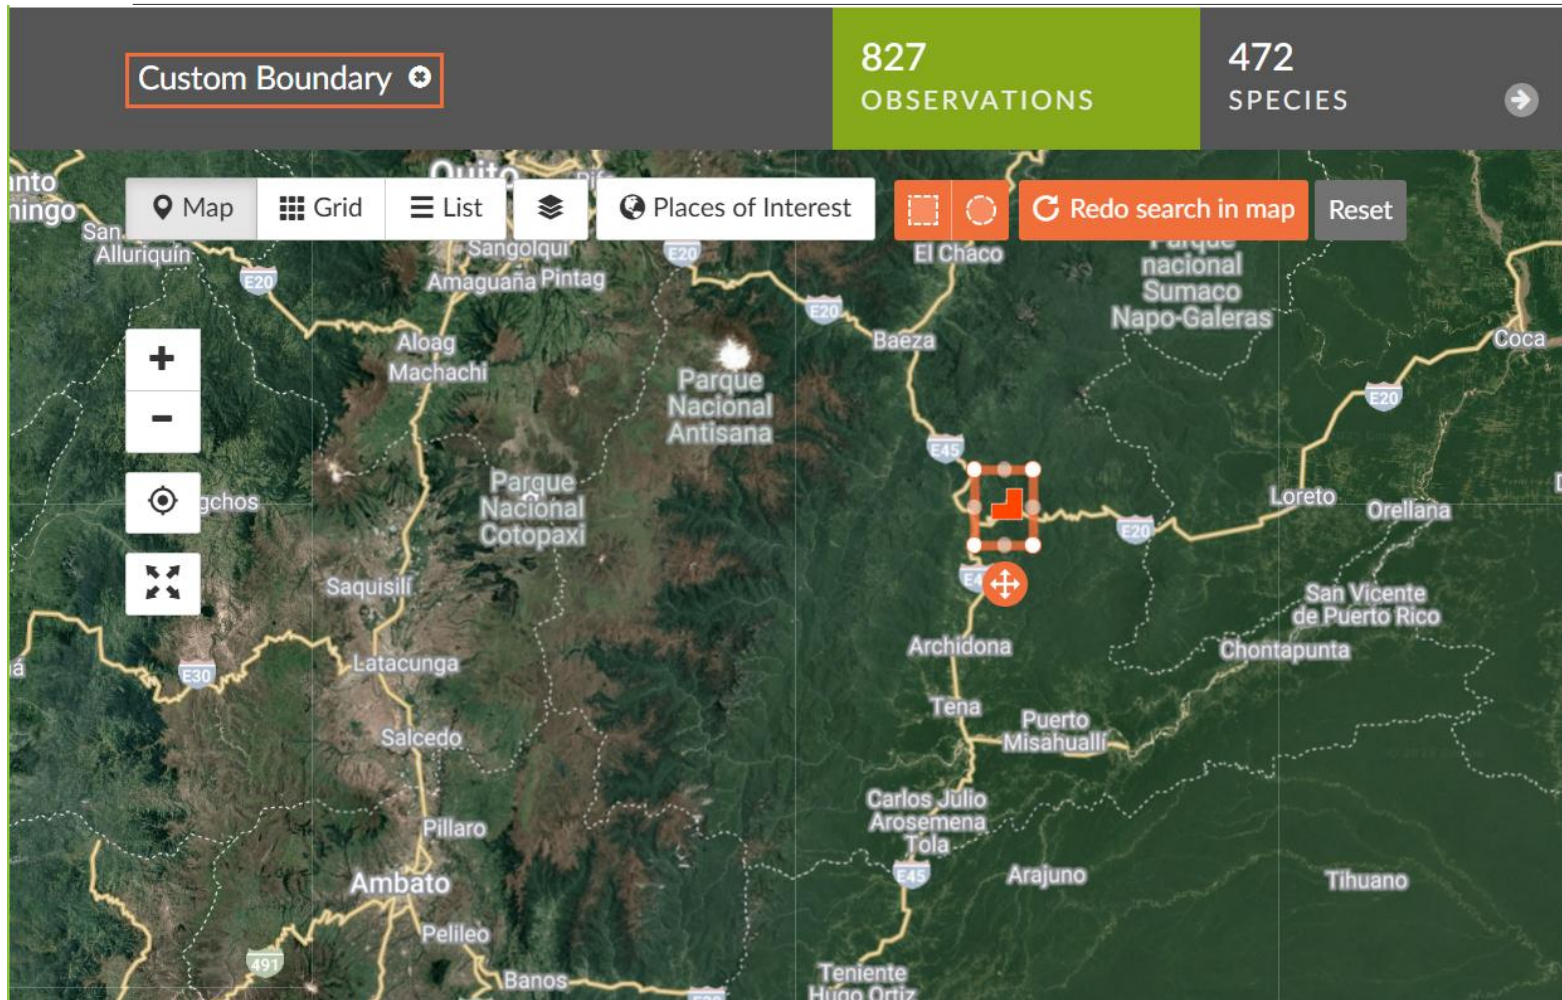 Custom Boundary
827
OBSERVATIONS
472
SPECIES
Quito
Map
Grid
List
Places of Interest
Redo search in map
Reset
San
Alluriquín
Sangolquí
E20
El Chaco
Parque
nacional
Sumaco
Napo-Galeras
E20
Amaguaña
Pintag
E20
Aloag
Machachi
Baeza
Coca
Parque
Nacional
Antisana
E20
E45
Parque
Nacional
Cotopaxi
Loreto
Orellana
gchos
E20
Saquisilí
San Vicente
de Puerto Rico
Archidona
Chontapunta
E30
Latacunga
Tena
Puerto
Misahuallí
Salcedo
Carlos Julio
Arosemena
Tola
Pillaro
E45
Arajuno
Tihuano
Ambato
Pelileo
491
Banos
Teniente
Hugo Ortiz